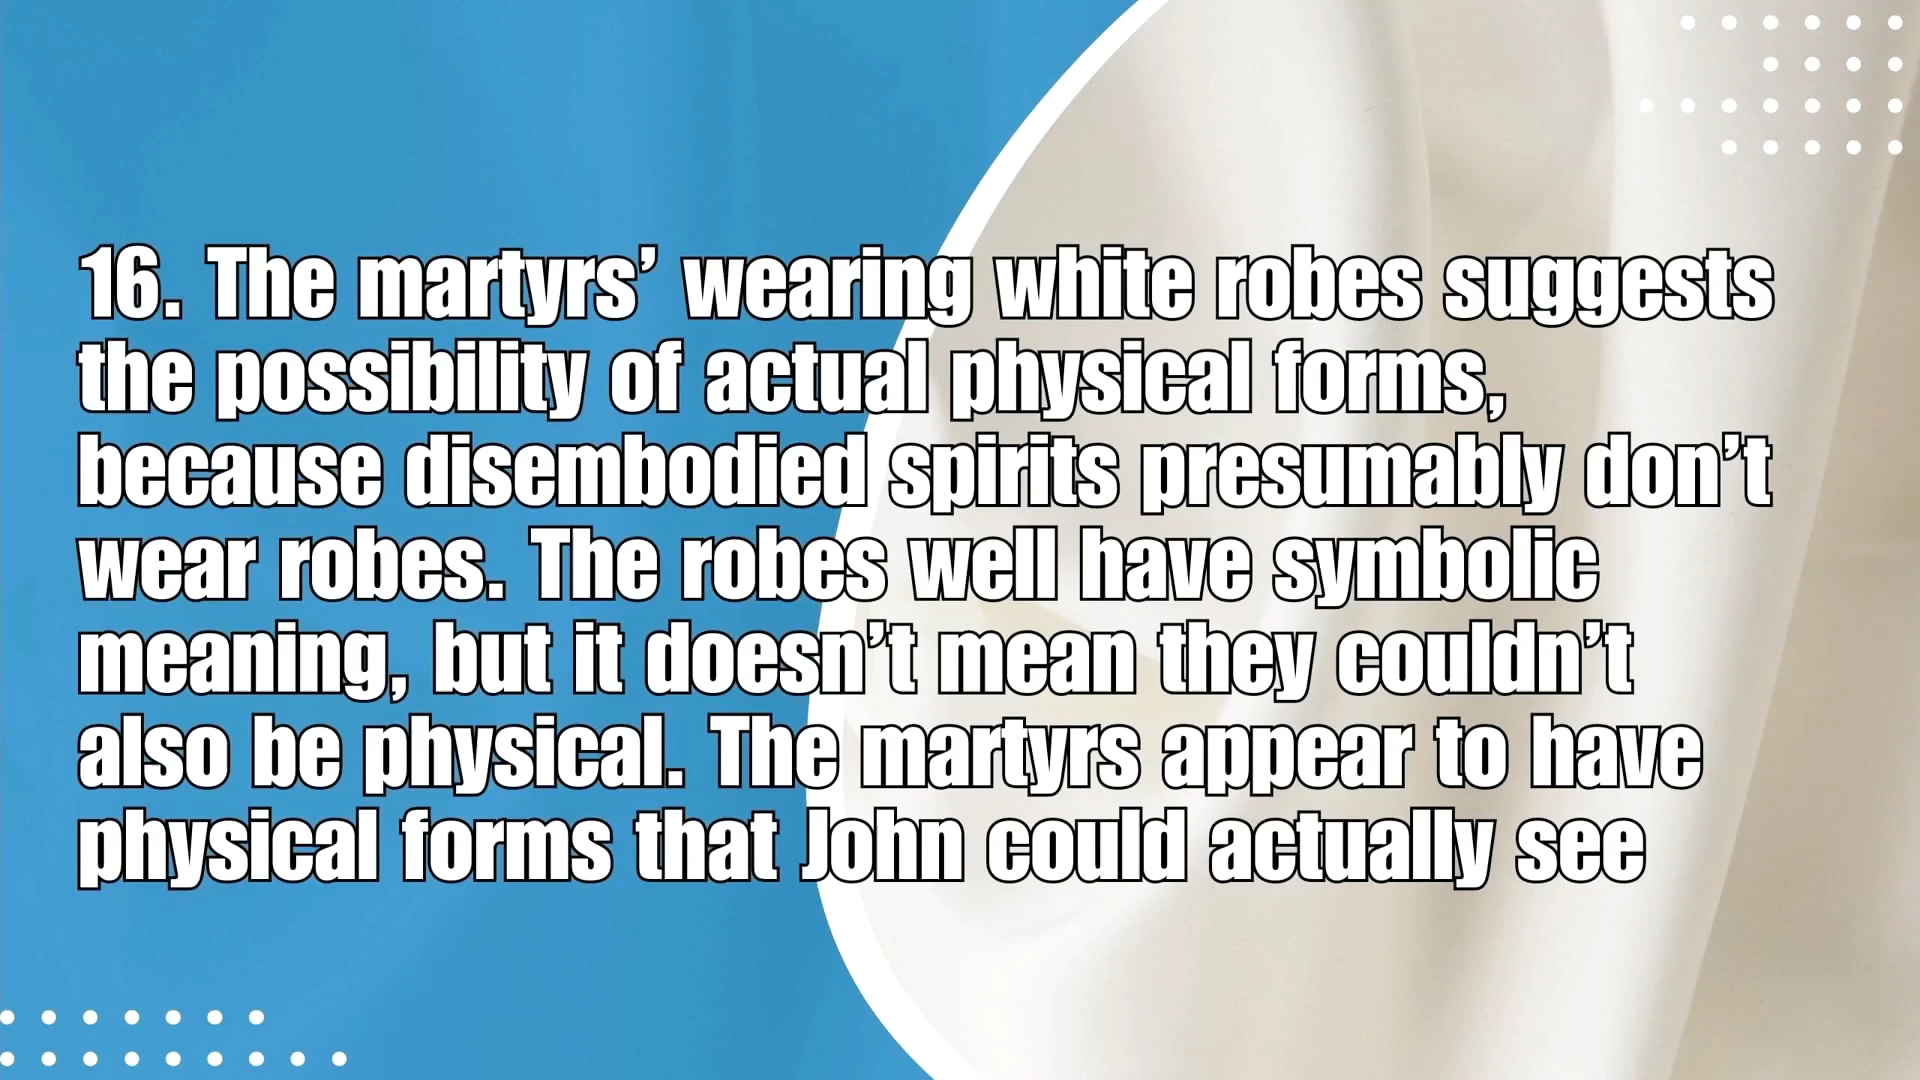 16. The martyrs’ wearing white robes suggests
the possibility of actual physical forms,
because disembodied spirits presumably don’t
wear robes. The robes well have symbolic
meaning, but it doesn’t mean they couldn’t
also be physical. The martyrs appear to have
physical forms that John could actually see